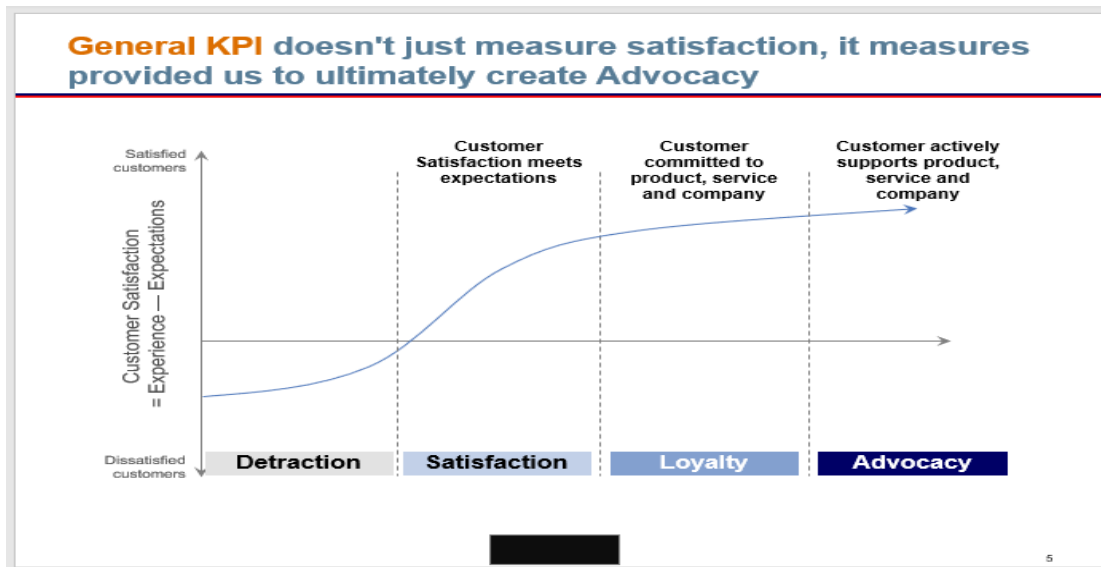 General KPI doesn't just measure satisfaction, it measures
provided us to ultimately create Advocacy
Satisfied
customers
Customer
Satisfaction meets
expectations
Customer
committed to
product, service
and company
Customer actively
supports product,
service and
company
Customer Satisfaction
= Experience — Expectations
Dissatisfied
customers
Detraction
Satisfaction
Loyalty
Advocacy
5